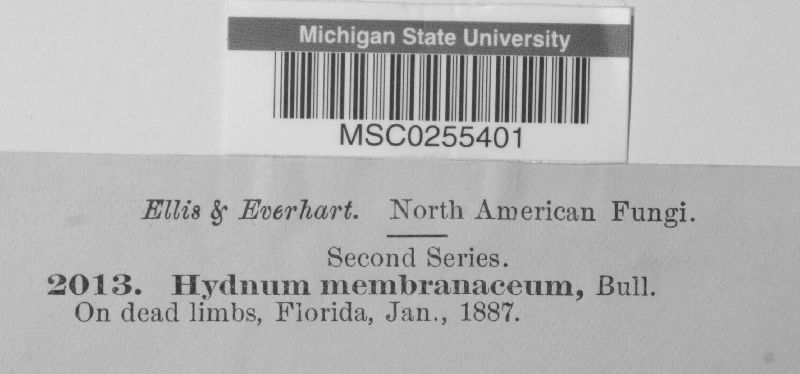 Michigan State University
MSC0255401
Ellis & Everhart. North American Fungi.
Second Series.
2013. Hydnum membranaceum, Bull.
On dead limbs, Florida, Jan., 1887.